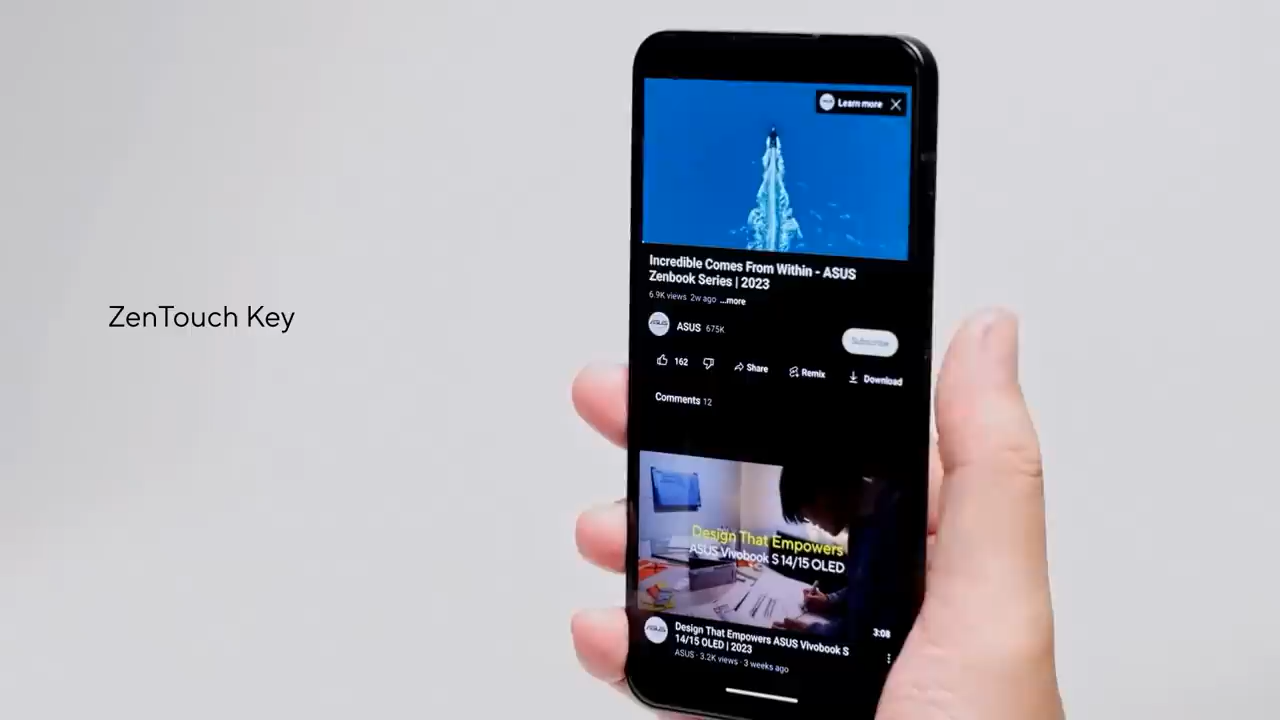 ZenTouch Key
Learn more
Incredible Comes From Within - ASUS
Zenbook Series | 2023
6.9K views 2w ago ...more
ASUS 675K
Subscribe
162 Share Remix Download
Comments 12
Design That Empowers
ASUS Vivobook S 14/15 OLED
3:08
Design That Empowers ASUS Vivobook S
14/15 OLED | 2023
ASUS · 3.2K views · 3 weeks ago